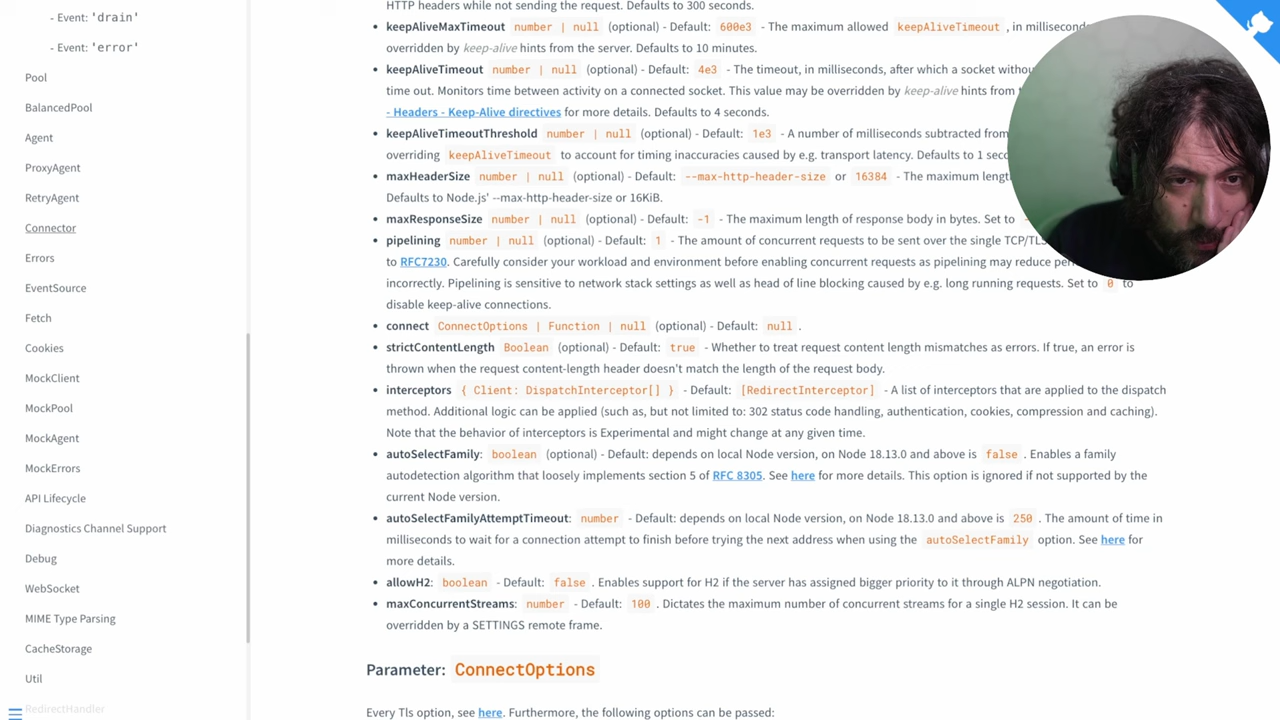 - Event: 'drain'
- Event: 'error'
Pool
BalancedPool
Agent
ProxyAgent
RetryAgent
Connector
Errors
EventSource
Fetch
Cookies
MockClient
MockPool
MockAgent
MockErrors
API Lifecycle
Diagnostics Channel Support
Debug
WebSocket
MIME Type Parsing
CacheStorage
Util
RedirectHandler
HTTP headers while not sending the request. Defaults to 300 seconds.
keepAliveMaxTimeout number | null (optional) - Default: 600e3 - The maximum allowed keepAliveTimeout , in milliseconds
overridden by keep-alive hints from the server. Defaults to 10 minutes.
keepAliveTimeout number | null (optional) - Default: 4e3 - The timeout, in milliseconds, after which a socket
time out. Monitors time between activity on a connected socket. This value may be overridden by keep-alive hints from
- Headers - Keep-Alive directives for more details. Defaults to 4 seconds.
keepAliveTimeoutThreshold number | null (optional) - Default: 1e3 - A number of milliseconds subtracted from
overriding keepAliveTimeout to account for timing inaccuracies caused by e.g. transport latency. Defaults to 1
maxHeaderSize number | null (optional) - Default: --max-http-header-size or 16384 - The maximum
Defaults to Node.js' --max-http-header-size or 16KiB.
maxResponseSize number | null (optional) - Default: -1 - The maximum length of response body in bytes. Set to
pipelining number | null (optional) - Default: 1 - The amount of concurrent requests to be sent over the single
to RFC7230. Carefully consider your workload and environment before enabling concurrent requests as pipelining may reduce
incorrectly. Pipelining is sensitive to network stack settings as well as head of line blocking caused by e.g. long running requests. Set to 0 to
disable keep-alive connections.
connect ConnectOptions | Function | null (optional) - Default: null .
strictContentLength Boolean (optional) - Default: true - Whether to treat request content length mismatches as errors. If true, an error is
thrown when the request content-length header doesn't match the length of the request body.
interceptors { Client: DispatchInterceptor[] } - Default: [RedirectInterceptor] - A list of interceptors that are applied to the dispatch
method. Additional logic can be applied (such as, but not limited to: 302 status code handling, authentication, cookies, compression and caching).
Note that the behavior of interceptors is Experimental and might change at any given time.
autoSelectFamily: boolean (optional) - Default: depends on local Node version, on Node 18.13.0 and above is false . Enables a family
autodetection algorithm that loosely implements section 5 of RFC 8305. See here for more details. This option is ignored if not supported by the
current Node version.
autoSelectFamilyAttemptTimeout: number - Default: depends on local Node version, on Node 18.13.0 and above is 250 . The amount of time in
milliseconds to wait for a connection attempt to finish before trying the next address when using the autoSelectFamily option. See here for
more details.
allowH2: boolean - Default: false . Enables support for H2 if the server has assigned bigger priority to it through ALPN negotiation.
maxConcurrentStreams: number - Default: 100 . Dictates the maximum number of concurrent streams for a single H2 session. It can be
overridden by a SETTINGS remote frame.
Parameter: ConnectOptions
Every Tls option, see here. Furthermore, the following options can be passed: